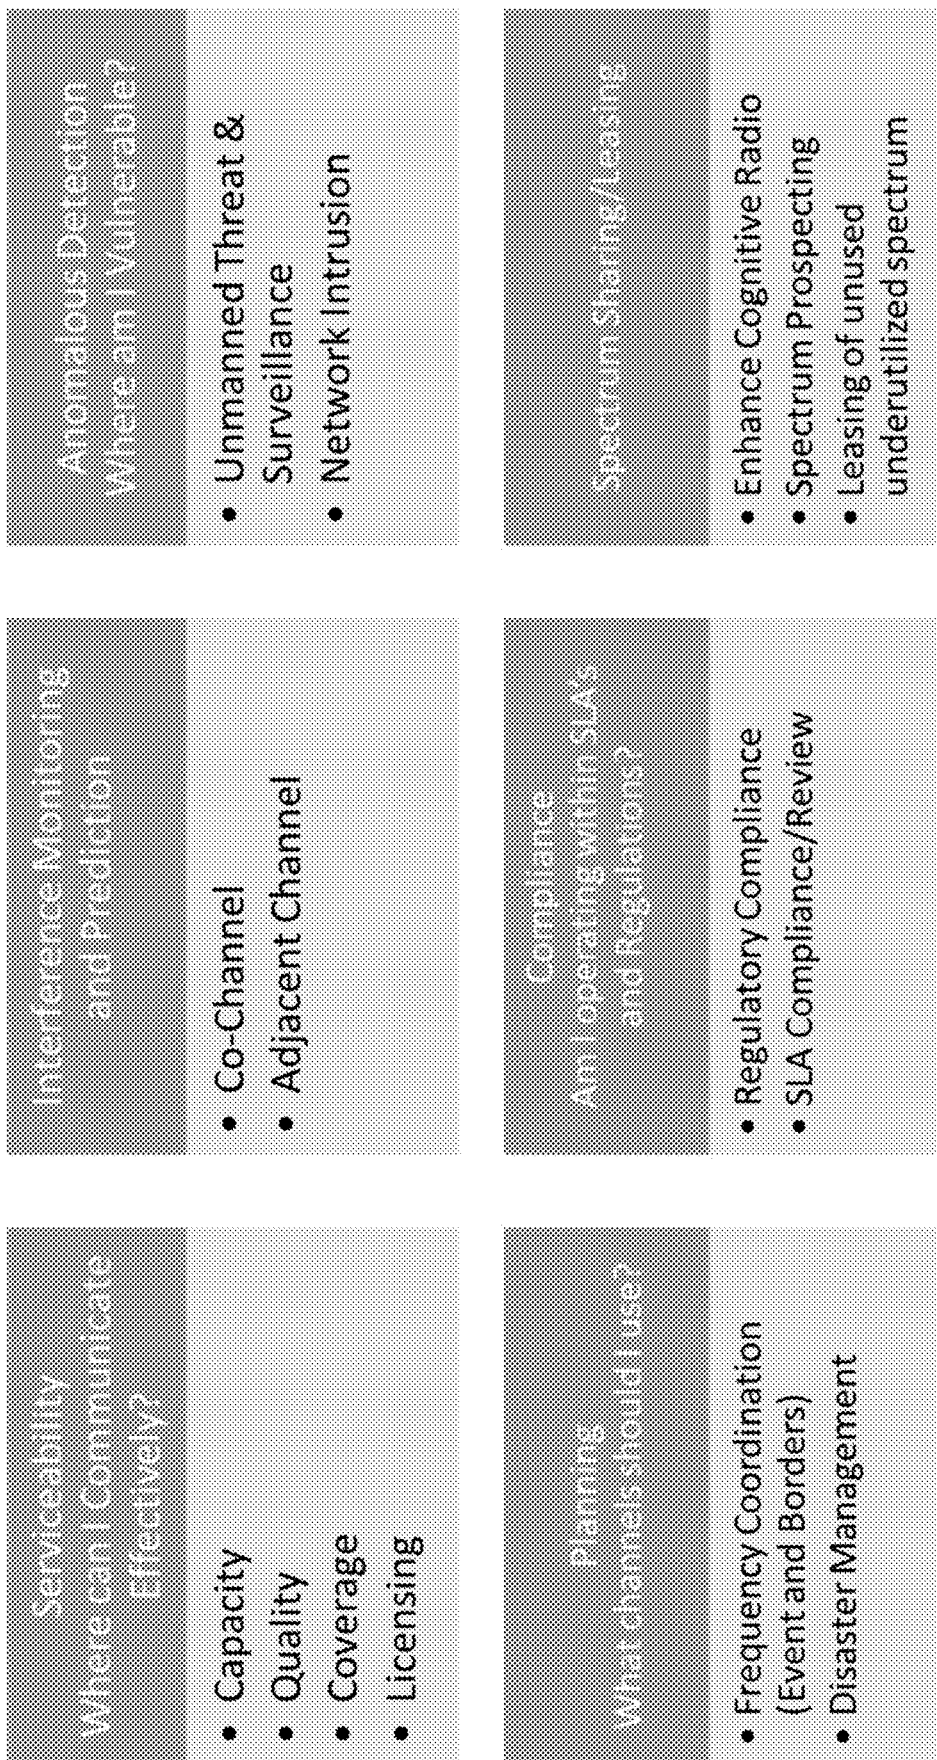 Serviceability
Where can I Communicate
Effectively?
• Capacity
• Quality
• Coverage
• Licensing
Interference Monitoring
and Prediction
• Co-Channel
• Adjacent Channel
Anomalous Detection
Where am I Vulnerable?
• Unmanned Threat &
Surveillance
• Network Intrusion
Planning
What channels should I use?
• Frequency Coordination
(Event and Borders)
• Disaster Management
Compliance
Am I operating within SLA's
and Regulations?
• Regulatory Compliance
• SLA Compliance/Review
Spectrum Sharing/Leasing
• Enhance Cognitive Radio
• Spectrum Prospecting
• Leasing of unused
underutilized spectrum